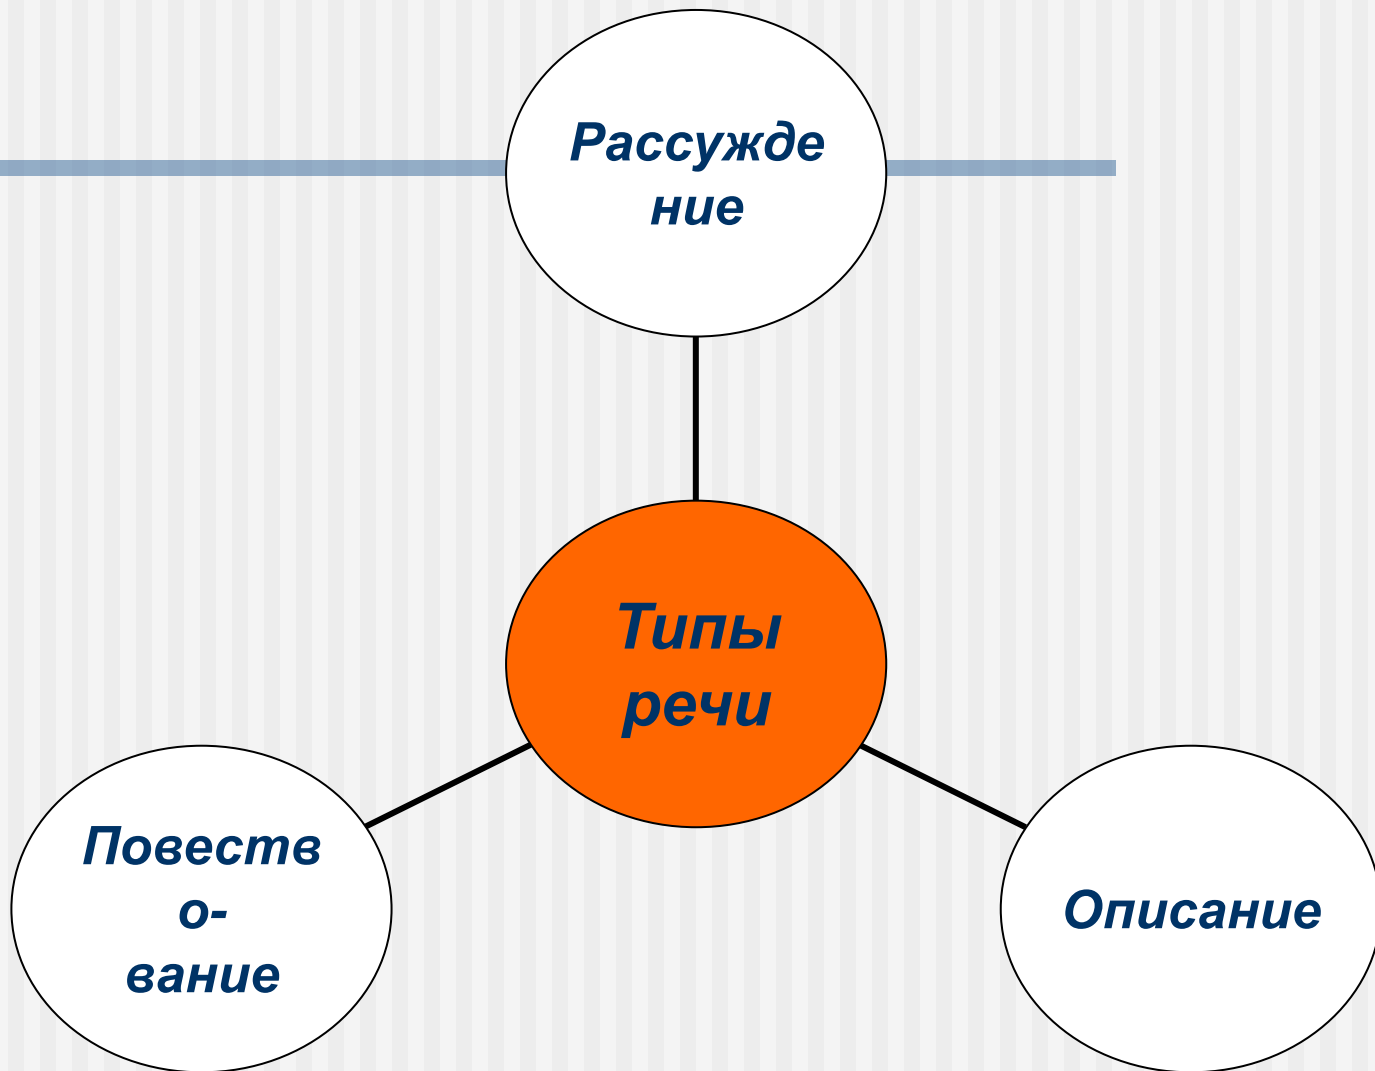 Рассужде
ние
Типы
речи
Повеств
о-
вание
Описание